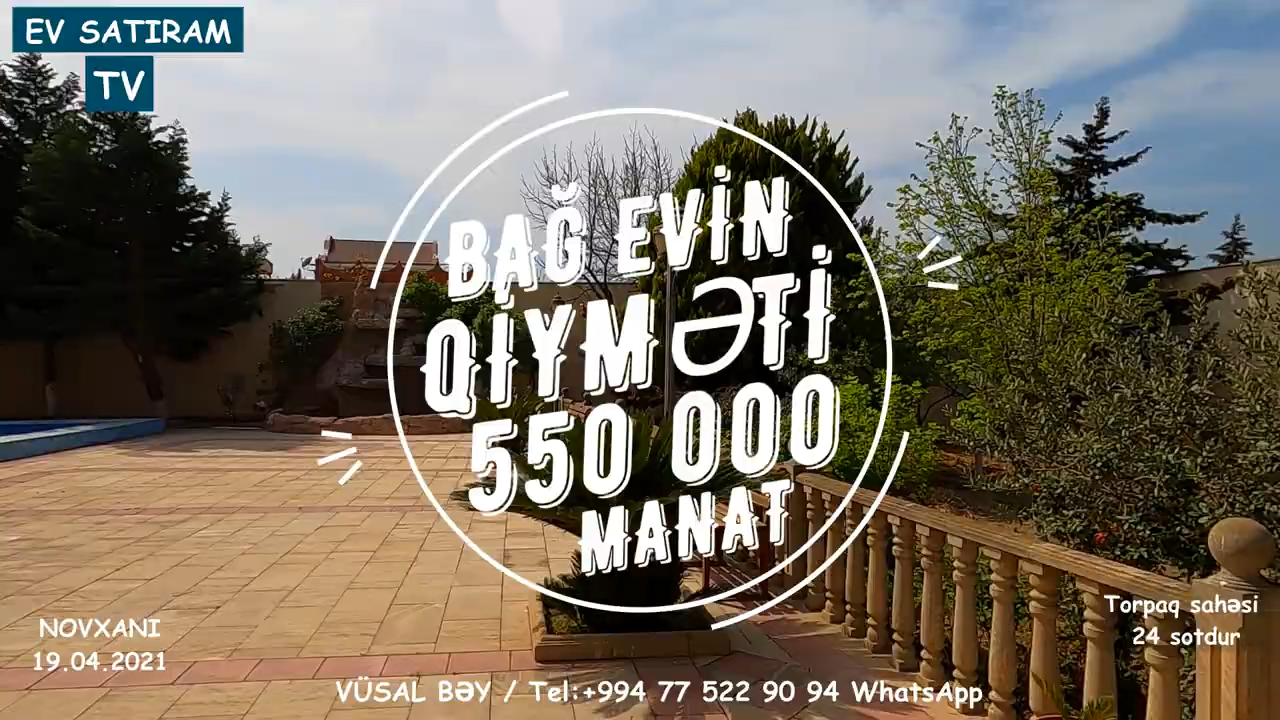 EV SATIRAM
TV
BAĞ EVİN
QİYMƏTİ
550 000
MANAT
NOVXANI
19.04.2021
Torpaq sahəsi
24 sotdur
VÜSAL BƏY / Tel:+994 77 522 90 94 WhatsApp